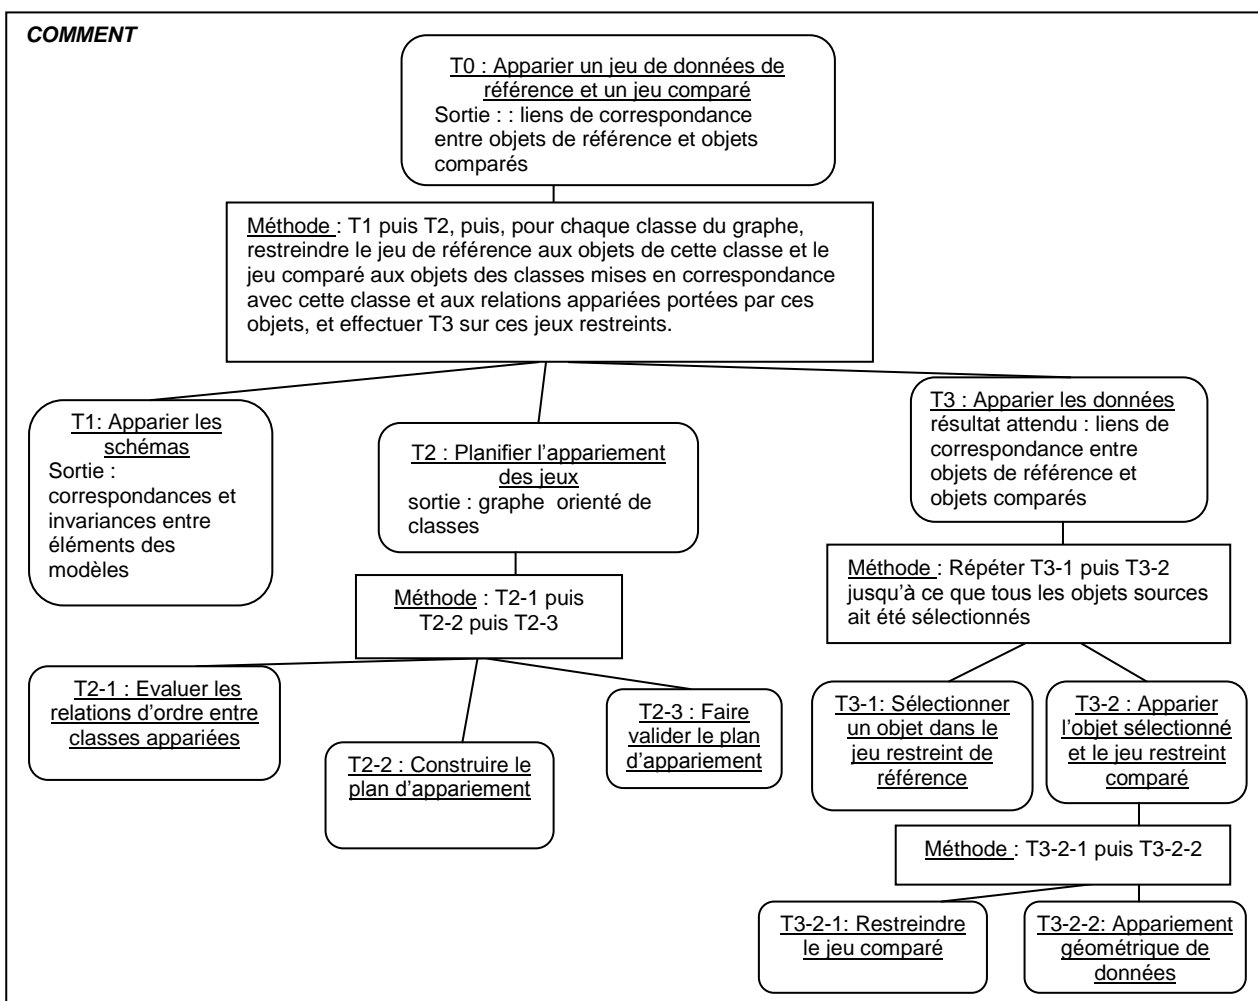 COMMENT
T0 : Apparier un jeu de données de
référence et un jeu comparé
Sortie : : liens de correspondance
entre objets de référence et objets
comparés
Méthode : T1 puis T2, puis, pour chaque classe du graphe,
restreindre le jeu de référence aux objets de cette classe et le
jeu comparé aux objets des classes mises en correspondance
avec cette classe et aux relations appariées portées par ces
objets, et effectuer T3 sur ces jeux restreints.
T1: Apparier les
schémas
Sortie :
correspondances et
invariances entre
éléments des
modèles
T2 : Planifier l'appariement
des jeux
sortie : graphe orienté de
classes
T3 : Apparier les données
résultat attendu : liens de
correspondance entre
objets de référence et
objets comparés
Méthode : T2-1 puis
T2-2 puis T2-3
Méthode : Répéter T3-1 puis T3-2
jusqu'à ce que tous les objets sources
ait été sélectionnés
T2-1 : Evaluer les
relations d'ordre entre
classes appariées
T2-2 : Construire le
plan d'appariement
T2-3 : Faire
valider le plan
d'appariement
T3-1: Sélectionner
un objet dans le
jeu restreint de
référence
T3-2 : Apparier
l'objet sélectionné
et le jeu restreint
comparé
Méthode : T3-2-1 puis T3-2-2
T3-2-1: Restreindre
le jeu comparé
T3-2-2: Appariement
géométrique de
données